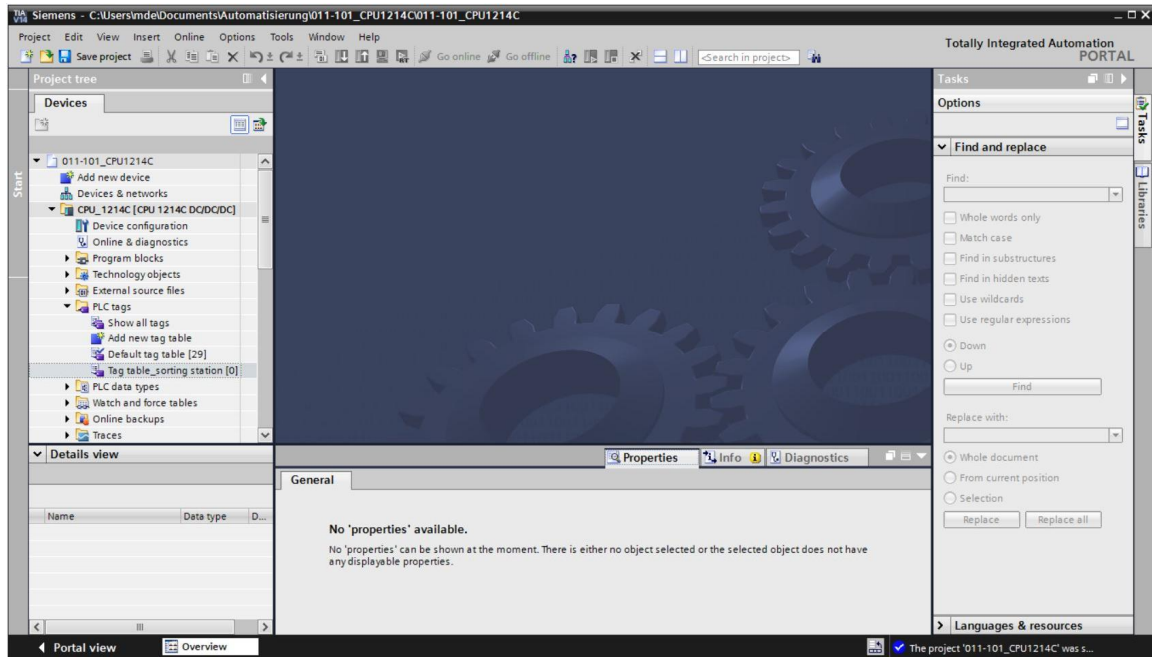 TIA V14
Siemens - C:\Users\mde\Documents\Automatisierung\011-101_CPU1214C\011-101_CPU1214C
Project Edit View Insert Online Options Tools Window Help
Totally Integrated Automation
PORTAL
Save project
Go online
Go offline
<Search in project>
Start
Project tree
Devices
011-101_CPU1214C
Add new device
Devices & networks
CPU_1214C [CPU 1214C DC/DC/DC]
Device configuration
Online & diagnostics
Program blocks
Technology objects
External source files
PLC tags
Show all tags
Add new tag table
Default tag table [29]
Tag table_sorting station [0]
PLC data types
Watch and force tables
Online backups
Traces
Details view
Name Data type D...
Properties
Info
Diagnostics
General
No 'properties' available.
No 'properties' can be shown at the moment. There is either no object selected or the selected object does not have
any displayable properties.
Tasks
Options
Find and replace
Find:
Whole words only
Match case
Find in substructures
Find in hidden texts
Use wildcards
Use regular expressions
Down
Up
Find
Replace with:
Whole document
From current position
Selection
Replace
Replace all
Languages & resources
Tasks
Libraries
Portal view
Overview
The project '011-101_CPU1214C' was s...